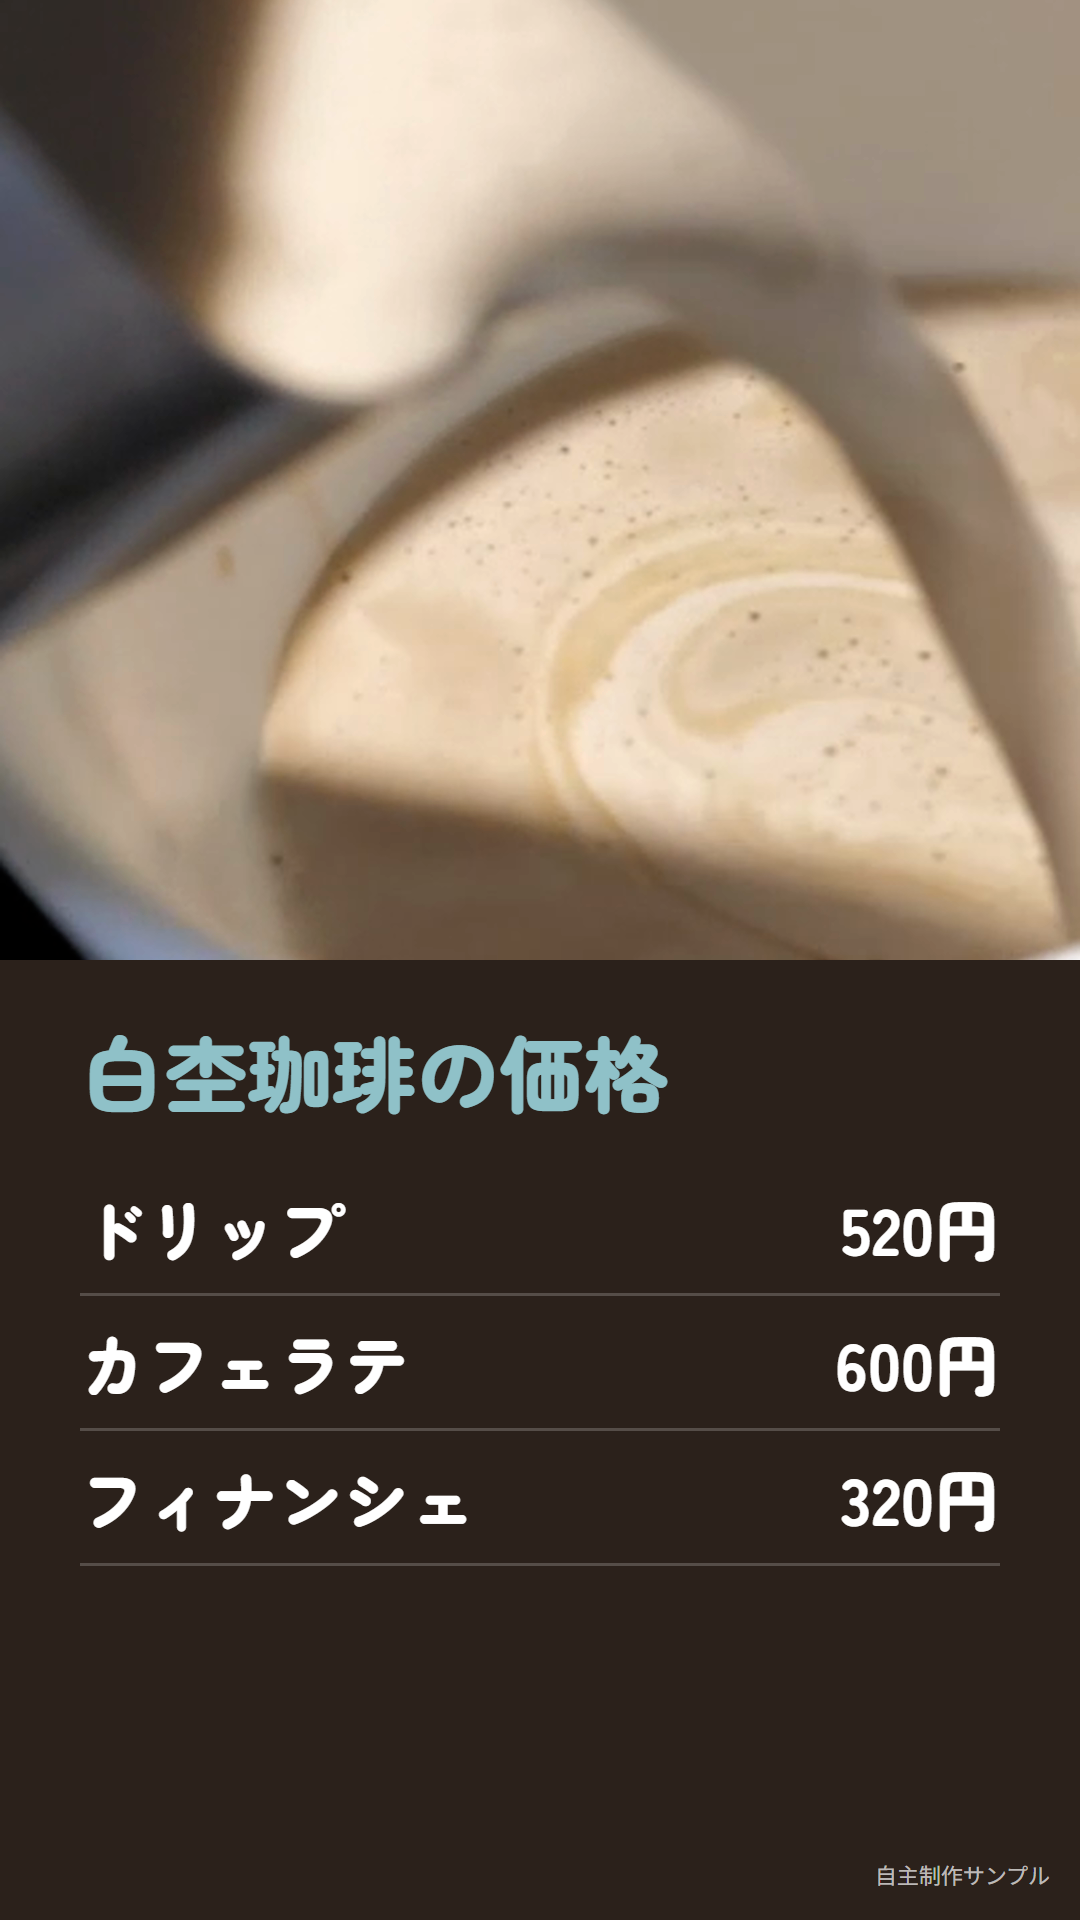 白杢珈琲の価格
ドリップ 520円
カフェラテ 600円
フィナンシェ 320円
自主制作サンプル